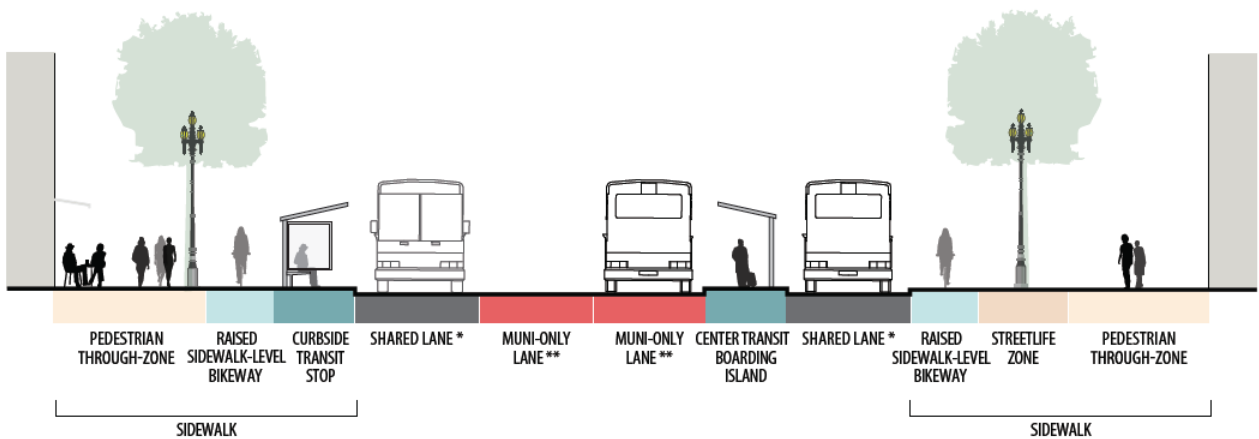 PEDESTRIAN
THROUGH-ZONE
RAISED
SIDEWALK-LEVEL
BIKEWAY
CURBSIDE
TRANSIT
STOP
SHARED LANE *
MUNI-ONLY
LANE **
MUNI-ONLY
LANE **
CENTER TRANSIT
BOARDING
ISLAND
SHARED LANE *
RAISED
SIDEWALK-LEVEL
BIKEWAY
STREETLIFE
ZONE
PEDESTRIAN
THROUGH-ZONE
SIDEWALK
SIDEWALK